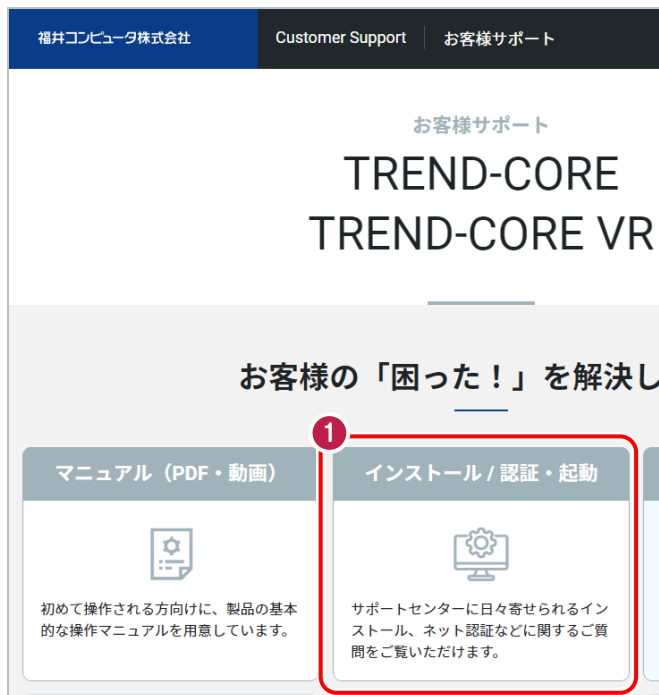 福井コンピュータ株式会社
Customer Support
お客様サポート
お客様サポート
TREND-CORE
TREND-CORE VR
お客様の「困った！」を解決し
1
マニュアル（PDF・動画）
初めて操作される方向けに、製品の基本
的な操作マニュアルを用意しています。
インストール / 認証・起動
サポートセンターに日々寄せられるイン
ストール、ネット認証などに関するご質
問をご覧いただけます。